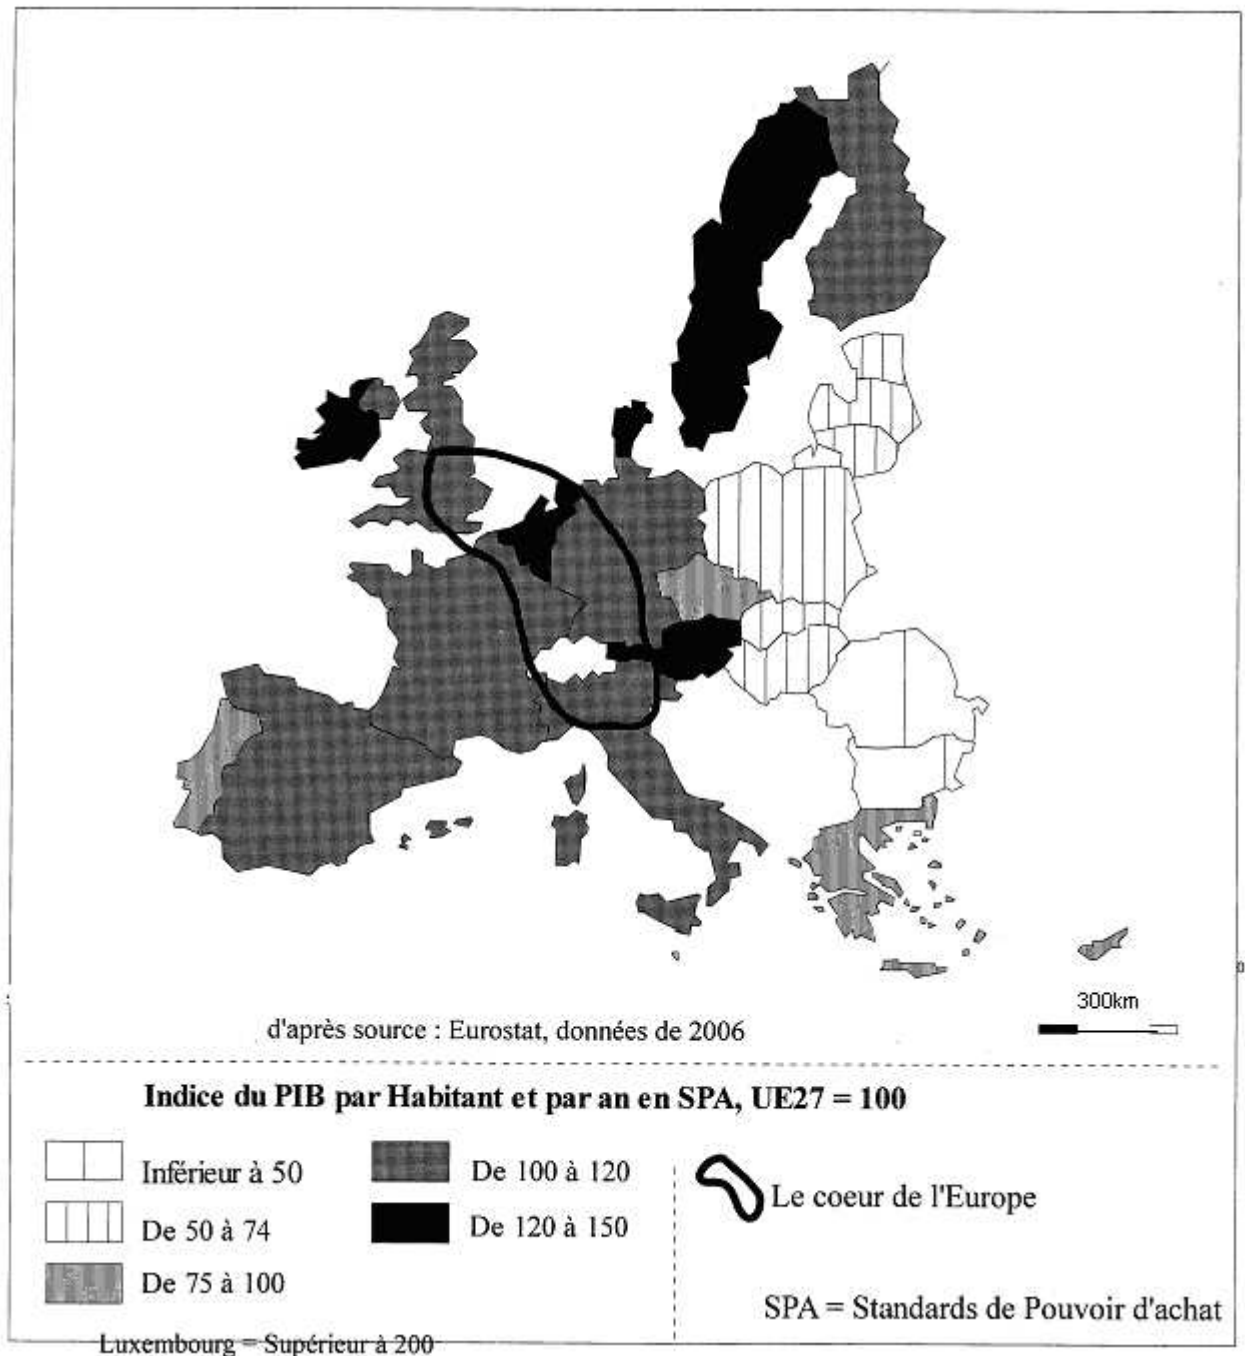 300km
d'après source : Eurostat, données de 2006
Indice du PIB par Habitant et par an en SPA, UE27 = 100
Inférieur à 50
De 50 à 74
De 75 à 100
Luxembourg = Supérieur à 200
De 100 à 120
De 120 à 150
Le coeur de l'Europe
SPA = Standards de Pouvoir d'achat